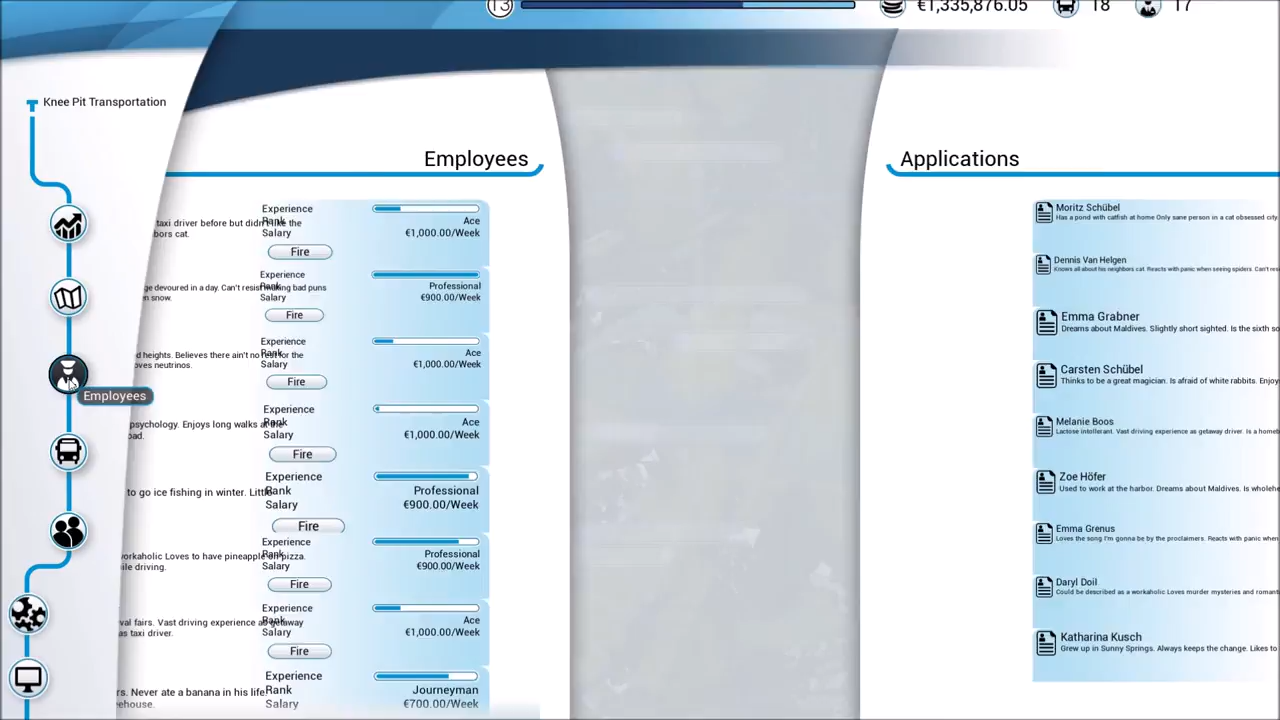 13
€1,335,876.05
18
17
Knee Pit Transportation
Employees
Applications
Employees
taxi driver before but didn't like the
bors cat.
Experience
Rank
Ace
Salary
€1,000.00/Week
Fire
ge devoured in a day. Can't resist making bad puns
en snow.
Experience
Rank
Professional
Salary
€900.00/Week
Fire
d heights. Believes there ain't no rest for the
oves neutrinos.
Experience
Rank
Ace
Salary
€1,000.00/Week
Fire
psychology. Enjoys long walks at the
oad.
Experience
Rank
Ace
Salary
€1,000.00/Week
Fire
to go ice fishing in winter. Little
Experience
Rank
Professional
Salary
€900.00/Week
Fire
workaholic Loves to have pineapple on pizza.
ile driving.
Experience
Rank
Professional
Salary
€900.00/Week
Fire
val fairs. Vast driving experience as getaway
as taxi driver.
Experience
Rank
Ace
Salary
€1,000.00/Week
Fire
rs. Never ate a banana in his life.
eehouse.
Experience
Rank
Journeyman
Salary
€700.00/Week
Moritz Schübel
Has a pond with catfish at home Only sane person in a cat obsessed city.
Dennis Van Helgen
Knows all about his neighbors cat. Reacts with panic when seeing spiders. Can't res
Emma Grabner
Dreams about Maldives. Slightly short sighted. Is the sixth so
Carsten Schübel
Thinks to be a great magician. Is afraid of white rabbits. Enjoy
Melanie Boos
Lactose intollerant. Vast driving experience as getaway driver. Is a homeb
Zoe Höfer
Used to work at the harbor. Dreams about Maldives. Is wholehe
Emma Grenus
Loves the song I'm gonna be by the proclaimers. Reacts with panic when
Daryl Doil
Could be described as a workaholic Loves murder mysteries and romanti
Katharina Kusch
Grew up in Sunny Springs. Always keeps the change. Likes to